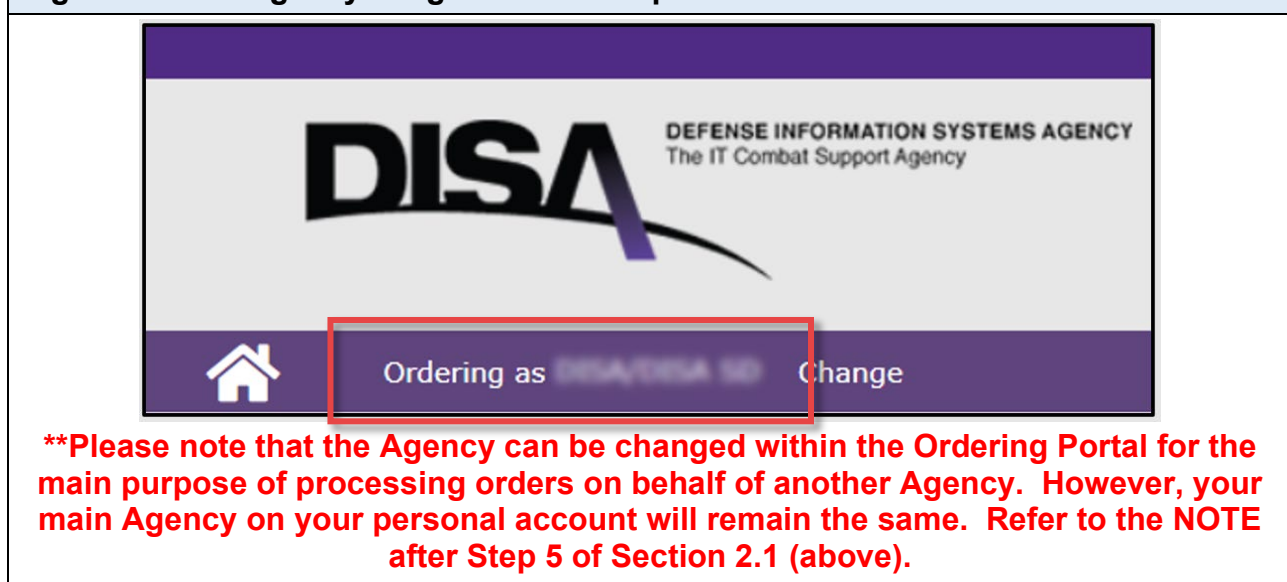 DISA
DEFENSE INFORMATION SYSTEMS AGENCY
The IT Combat Support Agency
Ordering as Change
**Please note that the Agency can be changed within the Ordering Portal for the
main purpose of processing orders on behalf of another Agency.  However, your
main Agency on your personal account will remain the same.  Refer to the NOTE
after Step 5 of Section 2.1 (above).